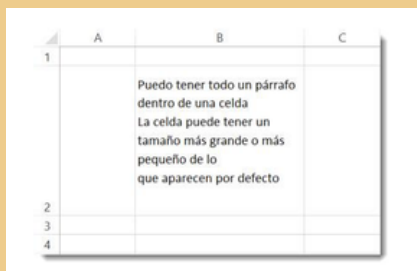 A B C
1
Puedo tener todo un párrafo
dentro de una celda
La celda puede tener un
tamaño más grande o más
pequeño de lo
que aparecen por defecto
2
3
4